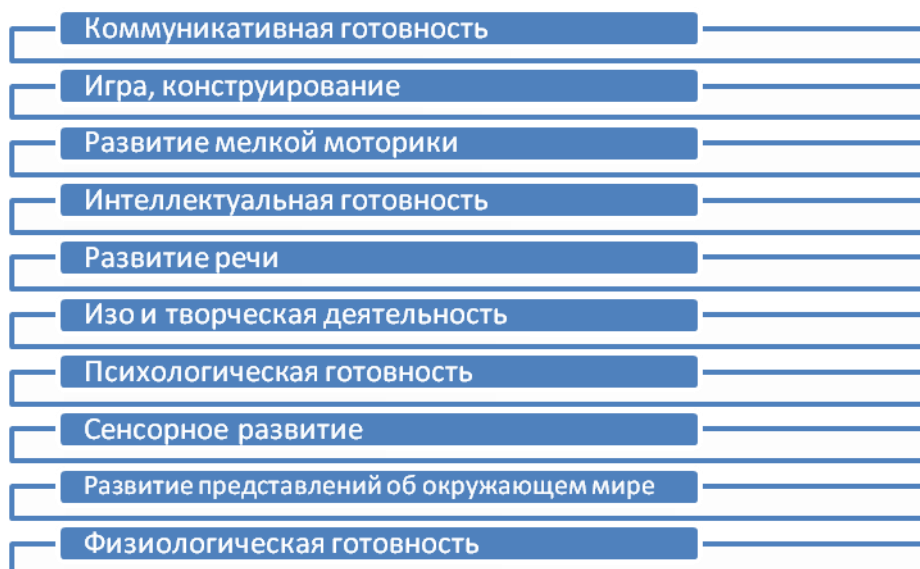 Коммуникативная готовность
Игра, конструирование
Развитие мелкой моторики
Интеллектуальная готовность
Развитие речи
Изо и творческая деятельность
Психологическая готовность
Сенсорное развитие
Развитие представлений об окружающем мире
Физиологическая готовность